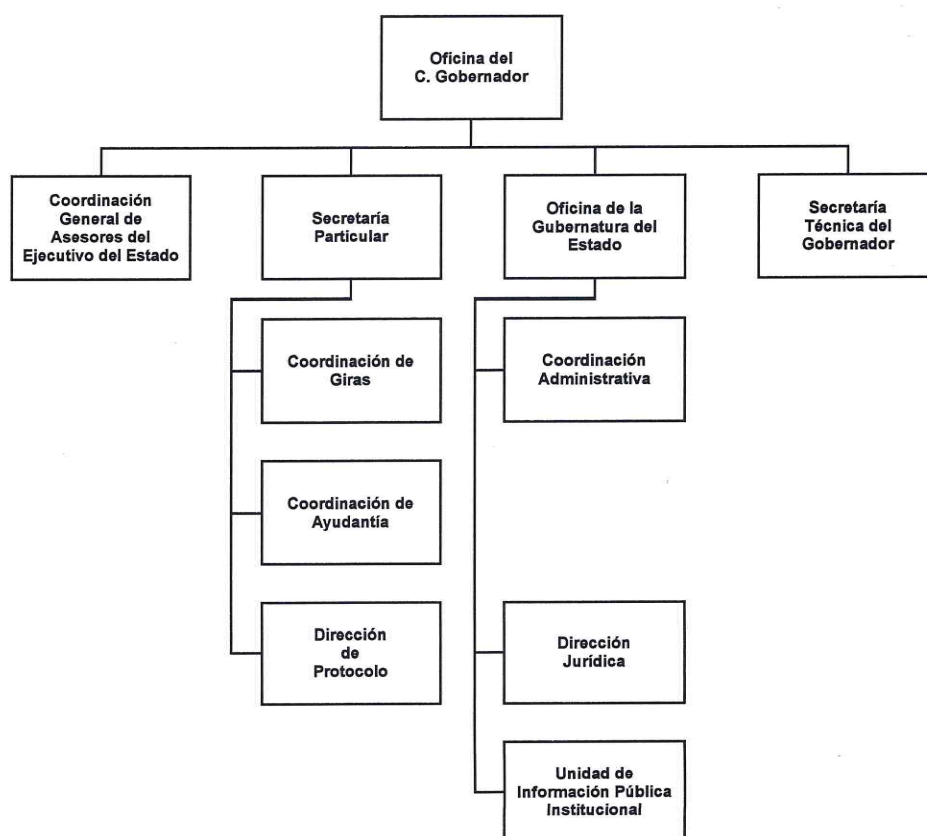 Oficina del
C. Gobernador
Coordinación
General de
Asesores del
Ejecutivo del Estado
Secretaría
Particular
Oficina de la
Gubernatura del
Estado
Secretaría
Técnica del
Gobernador
Coordinación de
Giras
Coordinación
Administrativa
Coordinación de
Ayudantía
Dirección
de
Protocolo
Dirección
Jurídica
Unidad de
Información Pública
Institucional